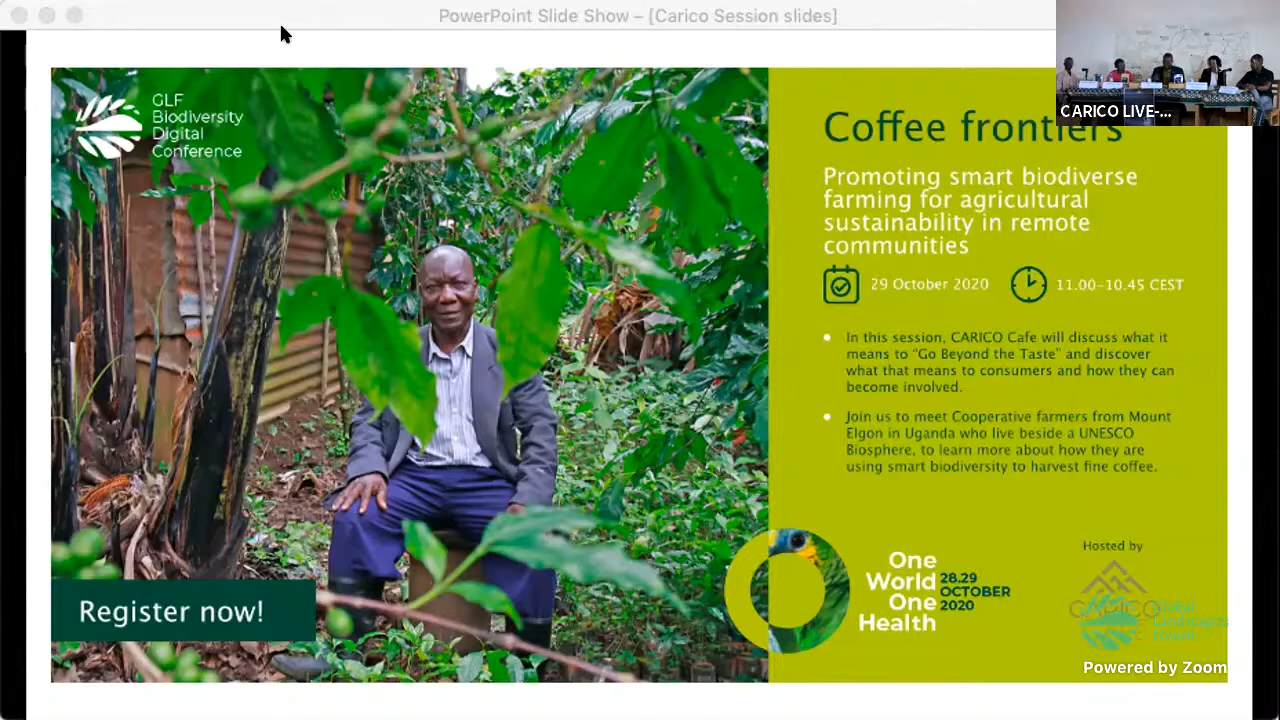 PowerPoint Slide Show – [Carico Session slides]
CARICO LIVE-...
GLF
Biodiversity
Digital
Conference
Coffee frontiers
Promoting smart biodiverse
farming for agricultural
sustainability in remote
communities
29 October 2020
11.00-10.45 CEST
In this session, CARICO Cafe will discuss what it
means to “Go Beyond the Taste” and discover
what that means to consumers and how they can
become involved.
Join us to meet Cooperative farmers from Mount
Elgon in Uganda who live beside a UNESCO
Biosphere, to learn more about how they are
using smart biodiversity to harvest fine coffee.
Register now!
One
World
One
Health
28.29
OCTOBER
2020
Hosted by
CARICO
Global
Landscapes
Forum
Powered by Zoom